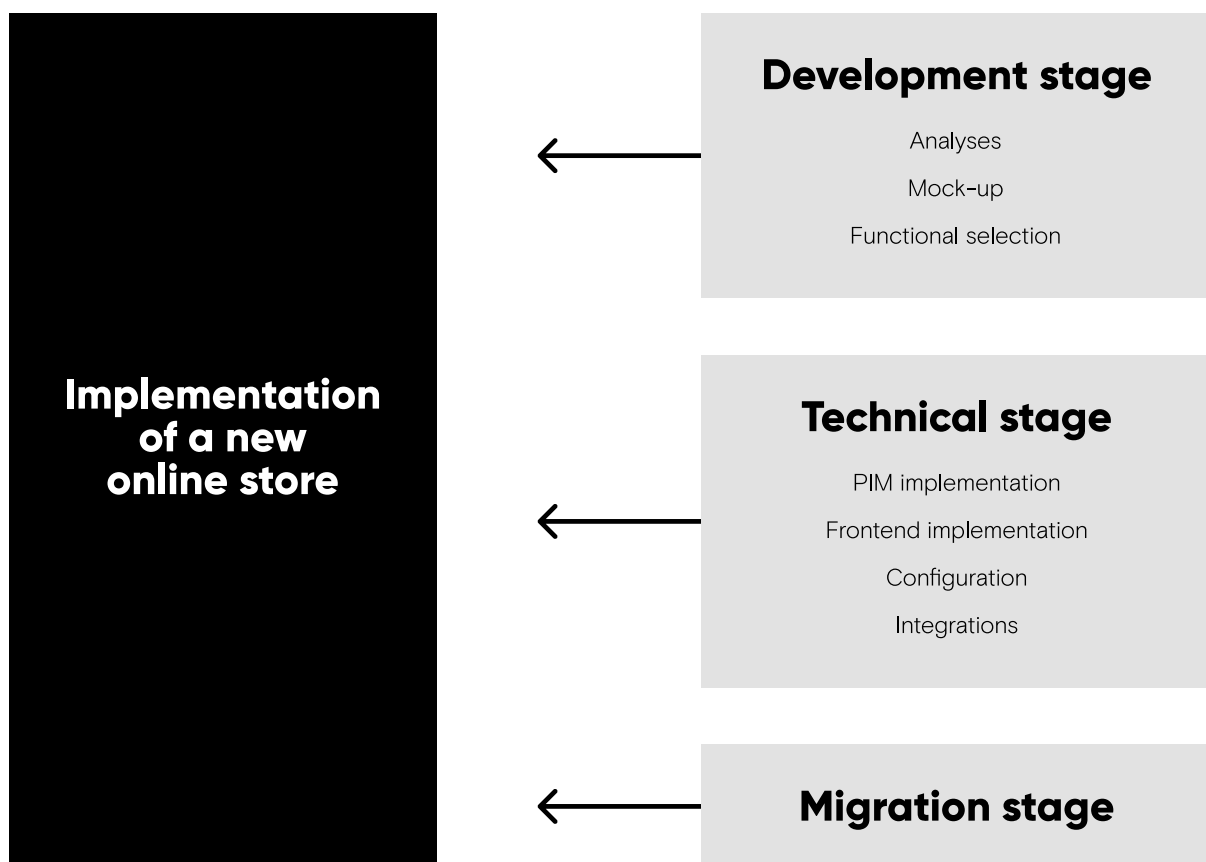 Implementation
of a new
online store
Development stage
Analyses
Mock-up
Functional selection
Technical stage
PIM implementation
Frontend implementation
Configuration
Integrations
Migration stage